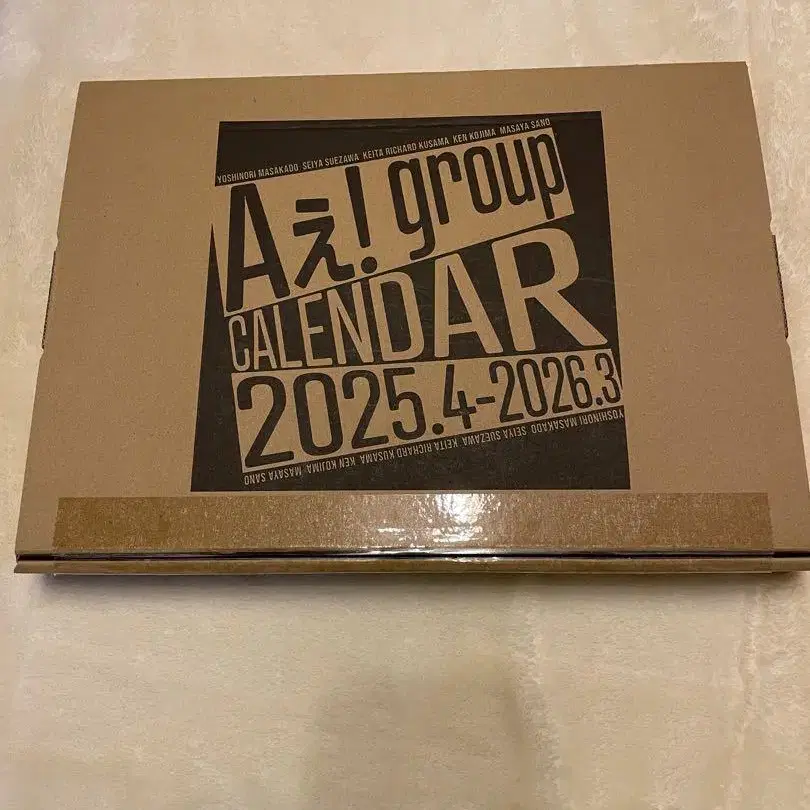 YOSHINORI MASAKADO SEIYA SUEZAWA KEITA RICHARD KUSAMA KEN KOJIMA MASAYA SANO
Aぇ! group
CALENDAR
2025.4-2026.3
YOSHINORI MASAKADO SEIYA SUEZAWA KEITA RICHARD KUSAMA KEN KOJIMA MASAYA SANO